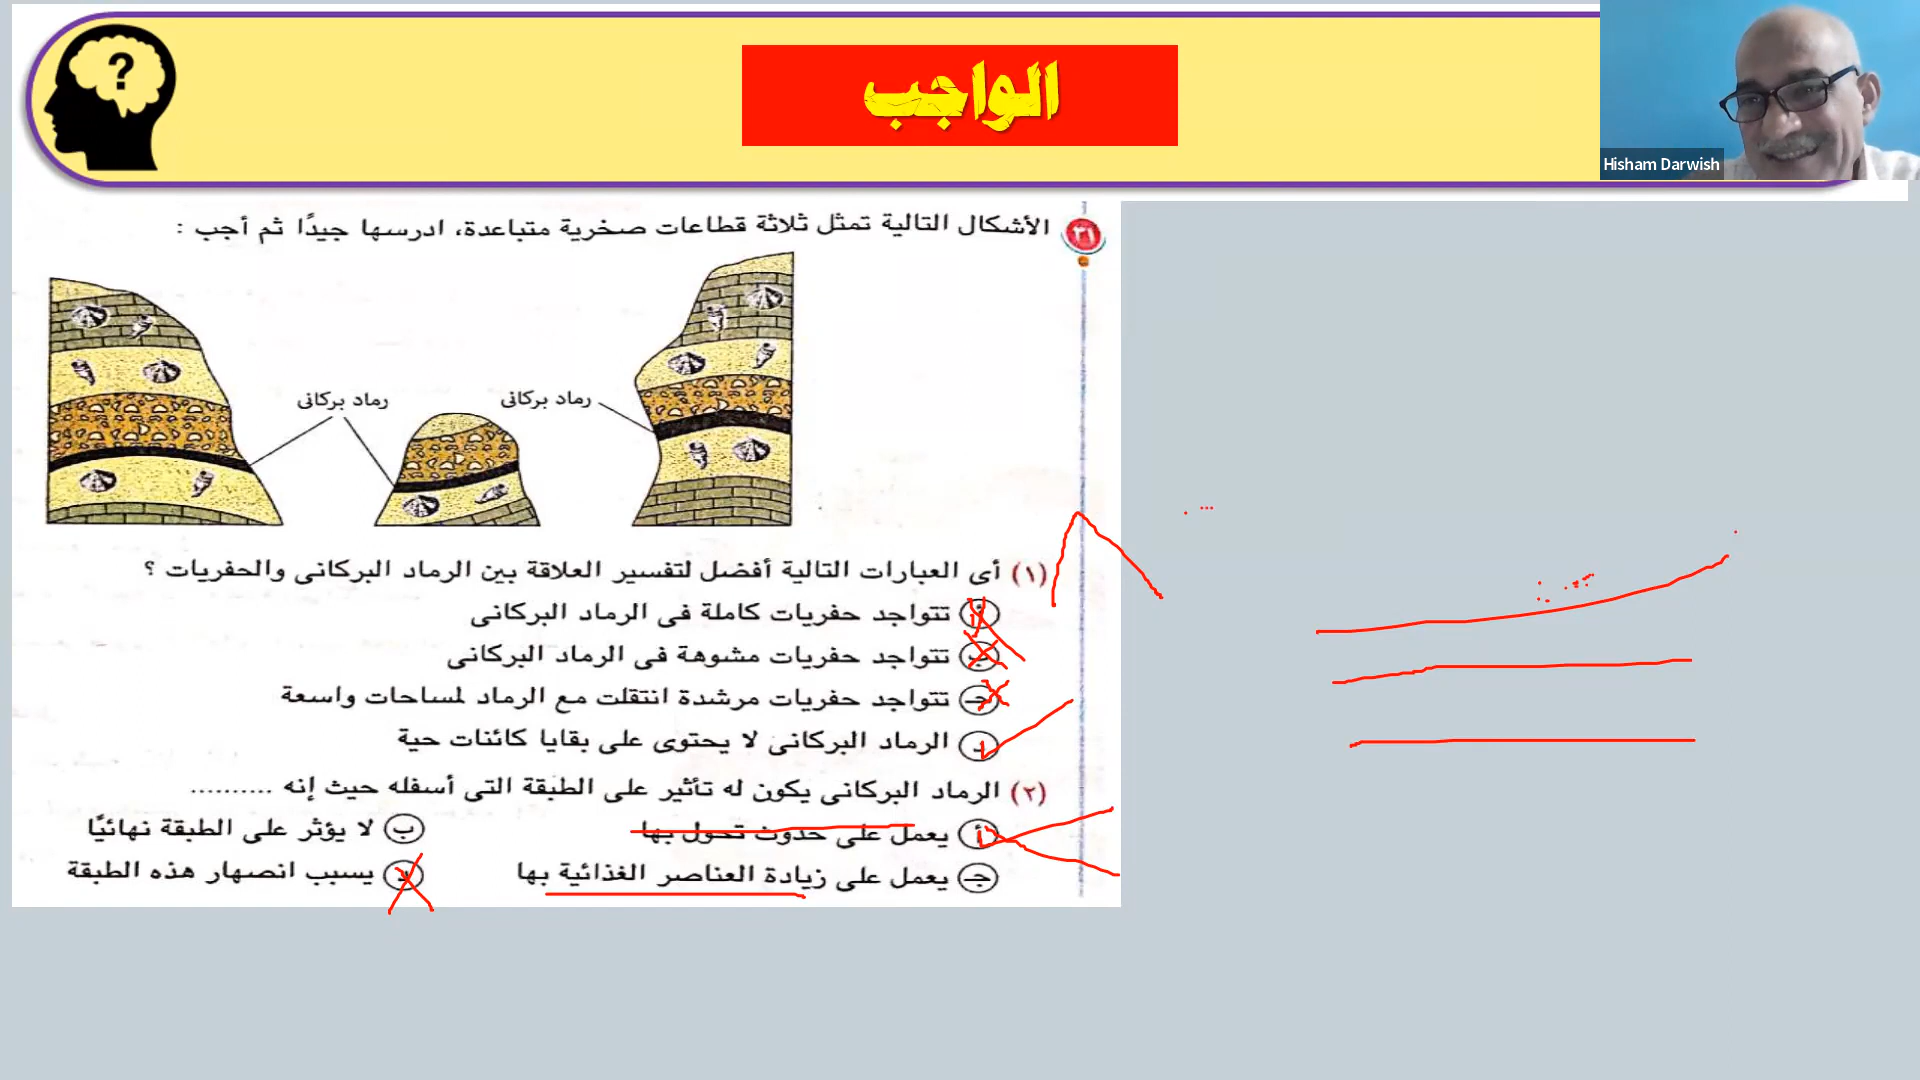 الواجب
Hisham Darwish
٣١ الأشكال التالية تمثل ثلاثة قطاعات صخرية متباعدة، ادرسها جيدًا ثم أجب :
رماد بركانى
رماد بركانى
(١) أى العبارات التالية أفضل لتفسير العلاقة بين الرماد البركانى والحفريات ؟
أ تتواجد حفريات كاملة فى الرماد البركانى
ب تتواجد حفريات مشوهة فى الرماد البركانى
جـ تتواجد حفريات مرشدة انتقلت مع الرماد لمساحات واسعة
د الرماد البركانى لا يحتوى على بقايا كائنات حية
(٢) الرماد البركانى يكون له تأثير على الطبقة التى أسفله حيث إنه ..........
أ يعمل على حدوث تحول بها ب لا يؤثر على الطبقة نهائيًا
جـ يعمل على زيادة العناصر الغذائية بها د يسبب انصهار هذه الطبقة